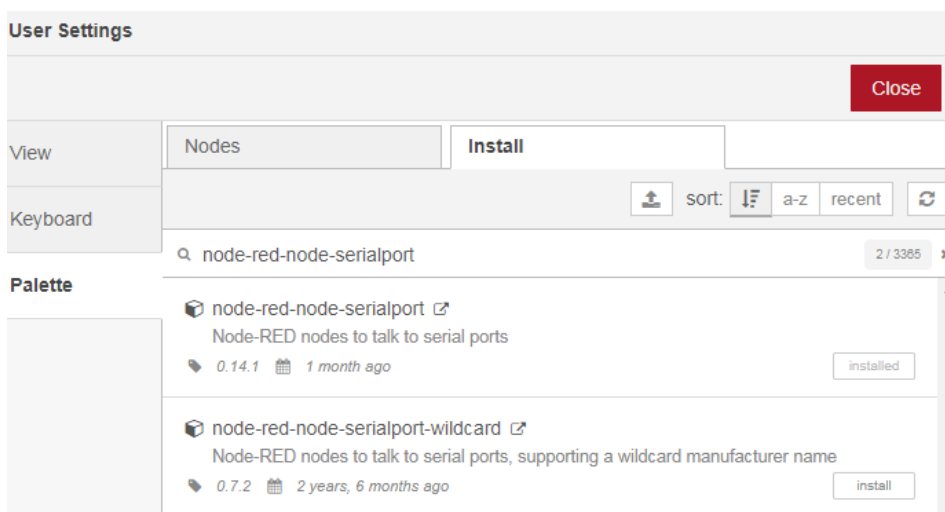 User Settings
Close
View
Nodes
Install
sort:
a-z
recent
Keyboard
node-red-node-serialport
2 / 3365
Palette
node-red-node-serialport
Node-RED nodes to talk to serial ports
0.14.1
1 month ago
installed
node-red-node-serialport-wildcard
Node-RED nodes to talk to serial ports, supporting a wildcard manufacturer name
0.7.2
2 years, 6 months ago
install